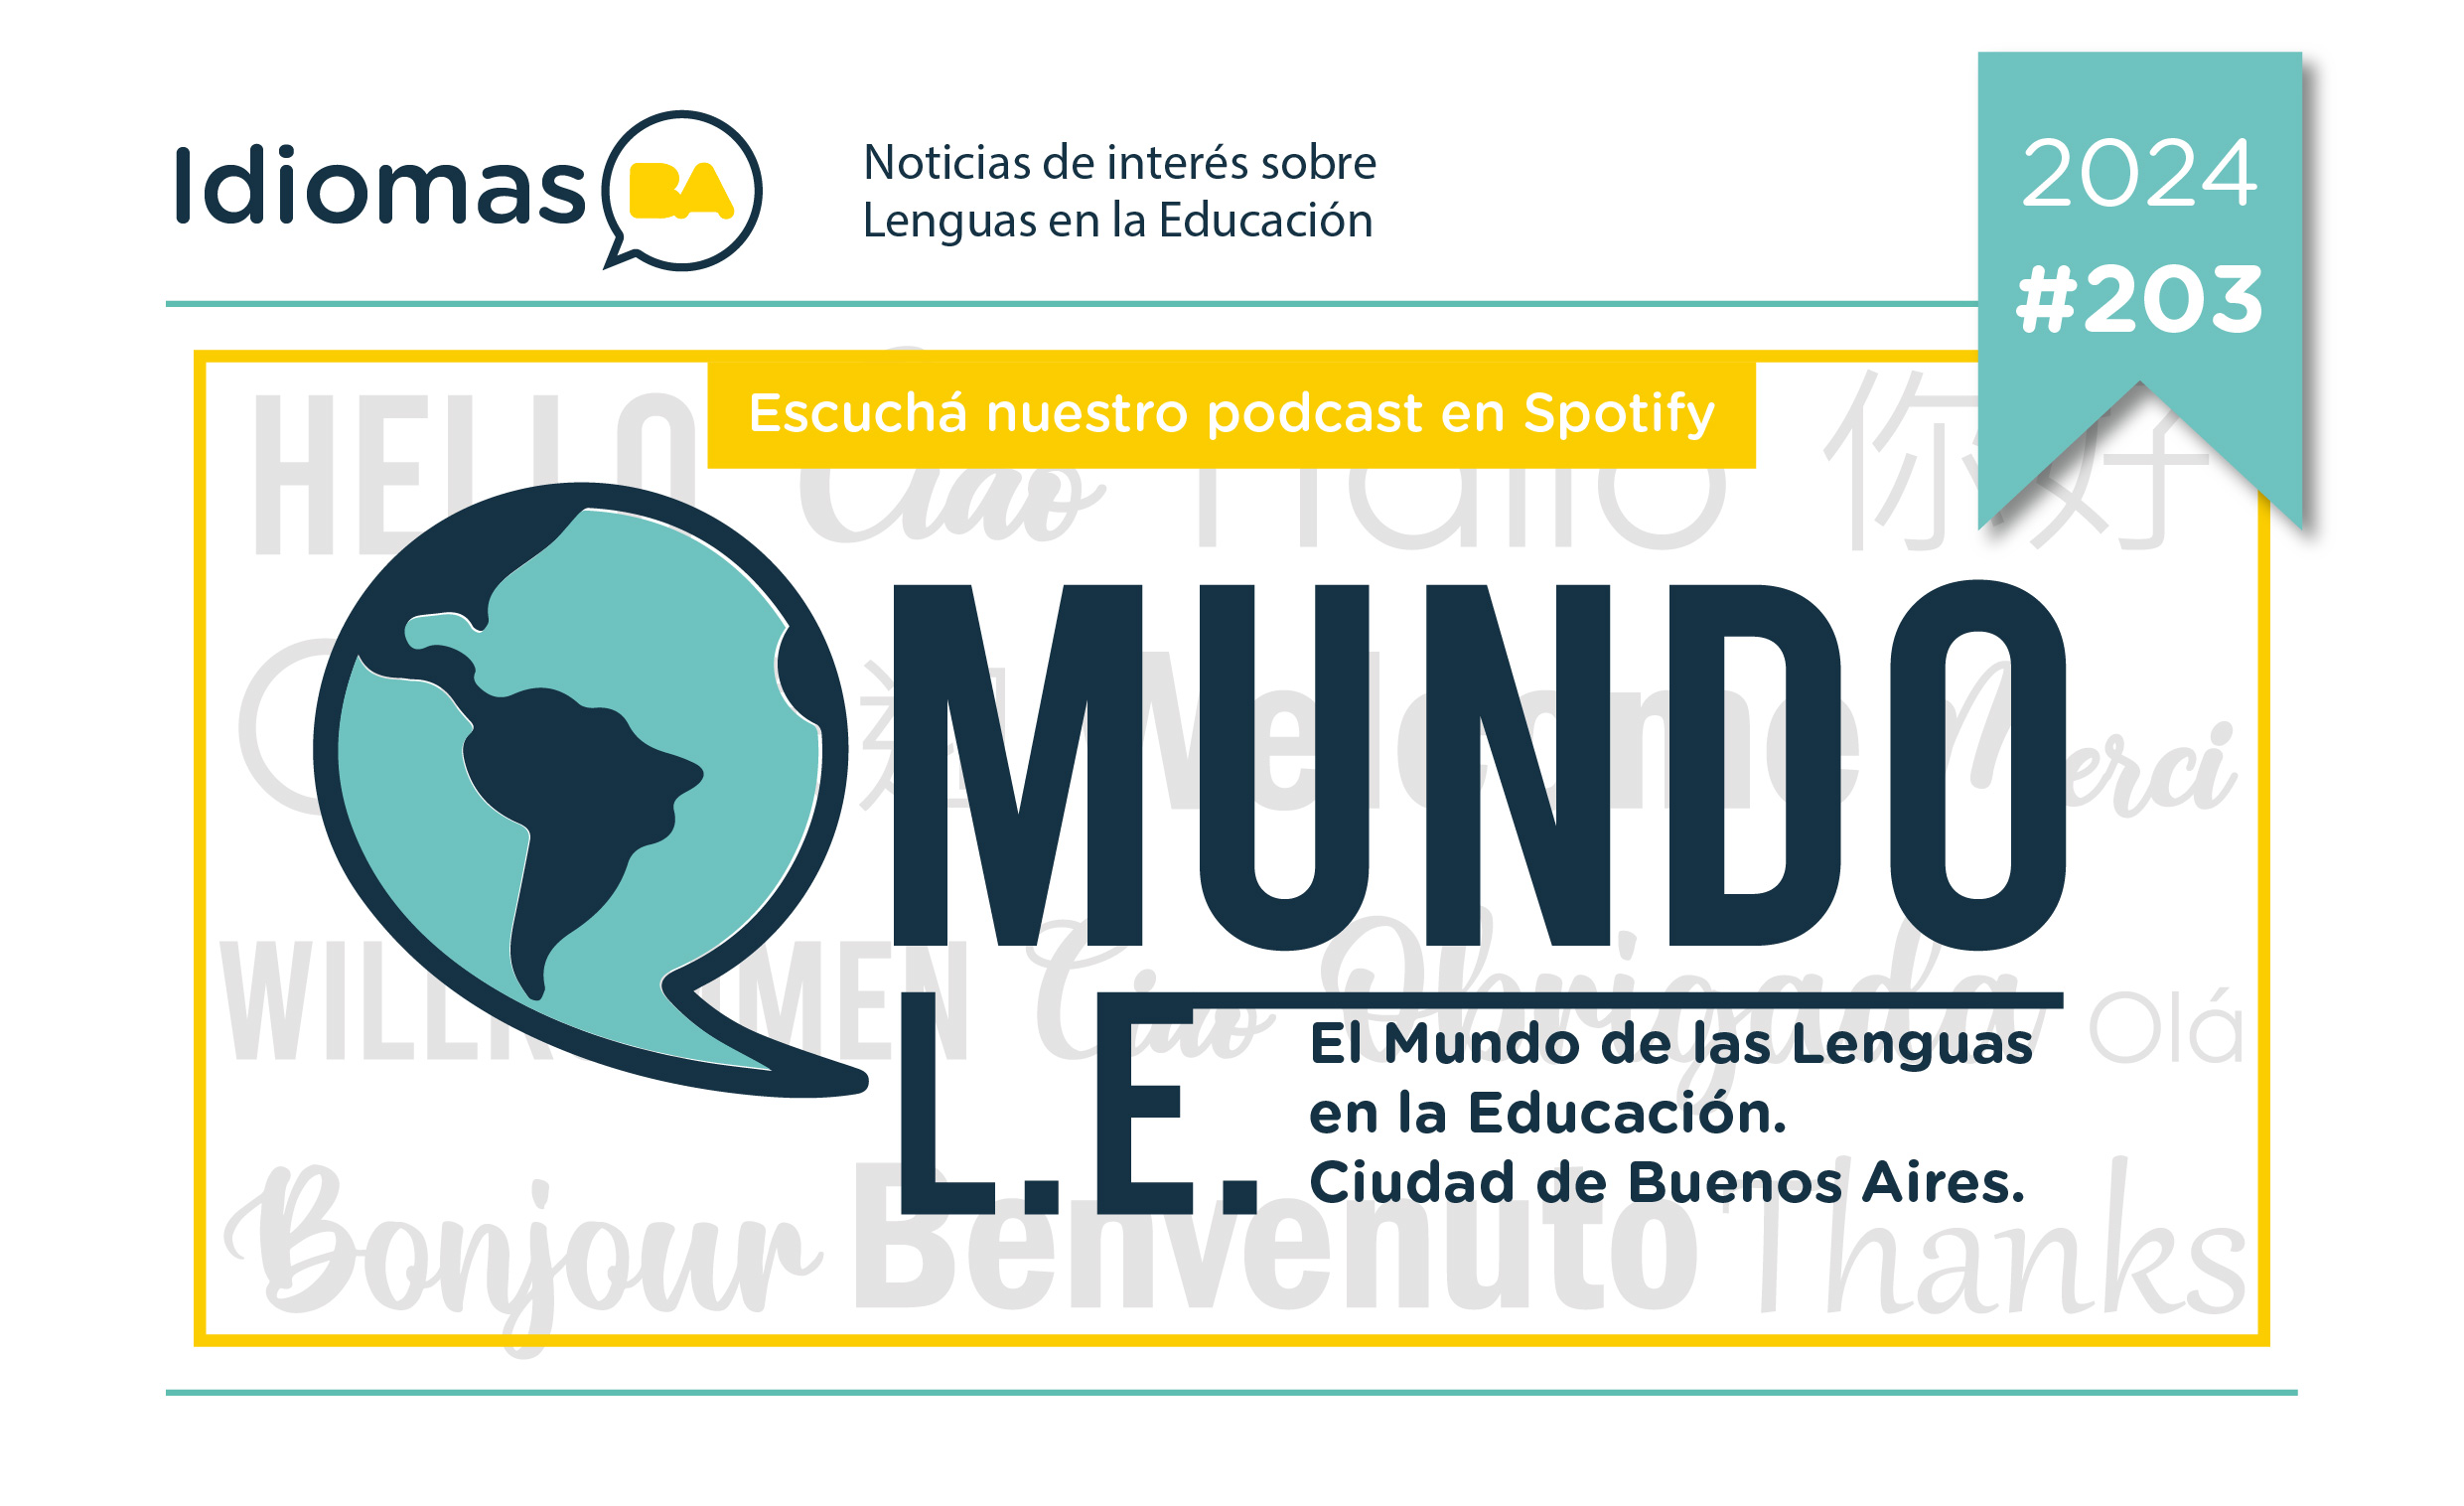 Idiomas BA
Noticias de interés sobre
Lenguas en la Educación
2024
#203
Escuchá nuestro podcast en Spotify
HELLO Ciao Hallo 你好
Welcome Merci
MUNDO
WILLKOMMEN Ciao Obrigada Olá
L.E.
El Mundo de las Lenguas
en la Educación.
Ciudad de Buenos Aires.
Bonjour Benvenuto Thanks